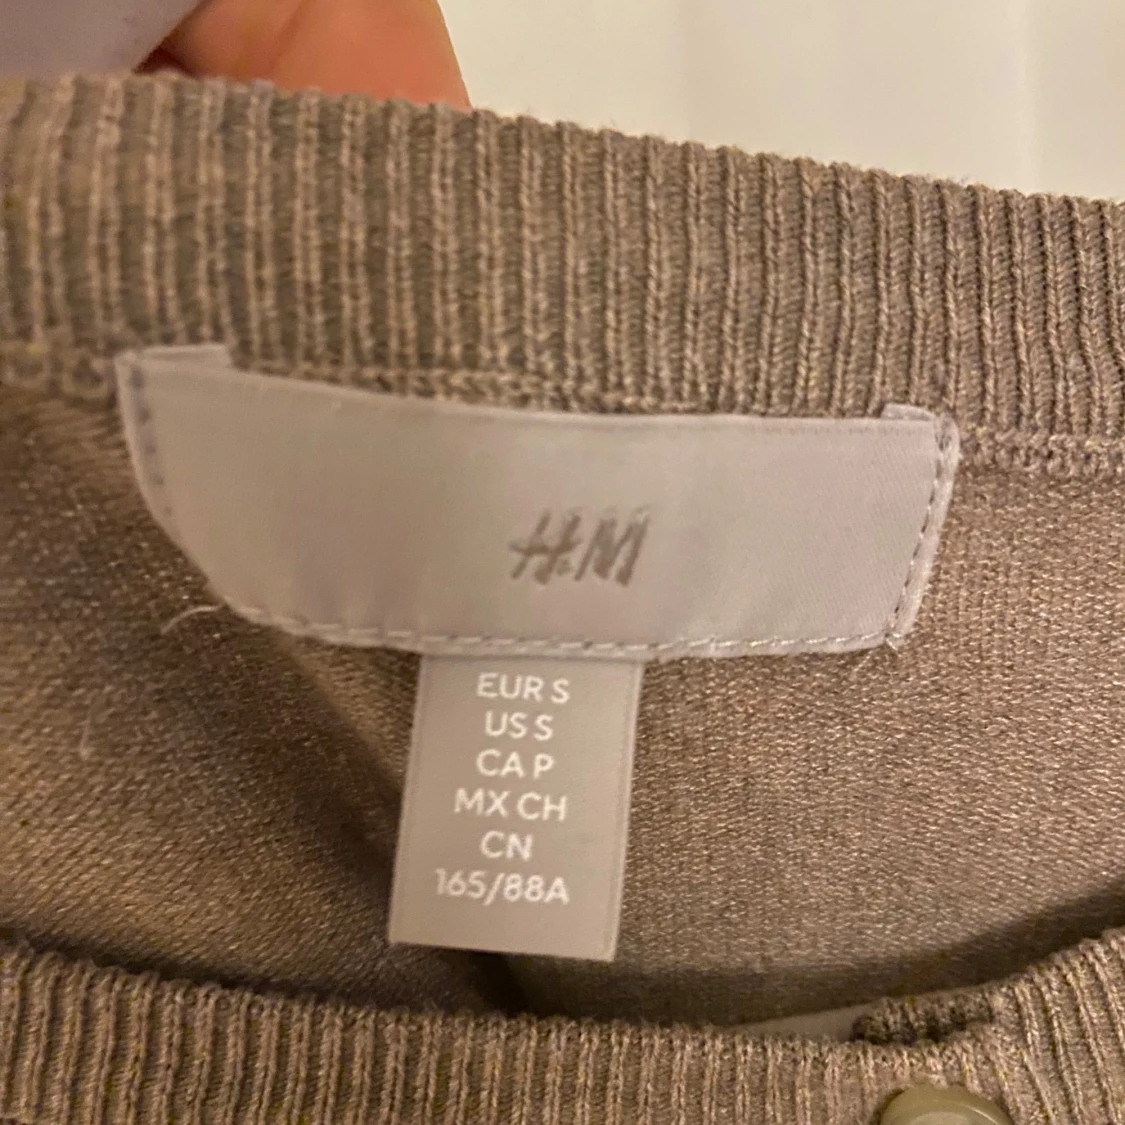 H&M
EUR S
US S
CA P
MX CH
CN
165/88A